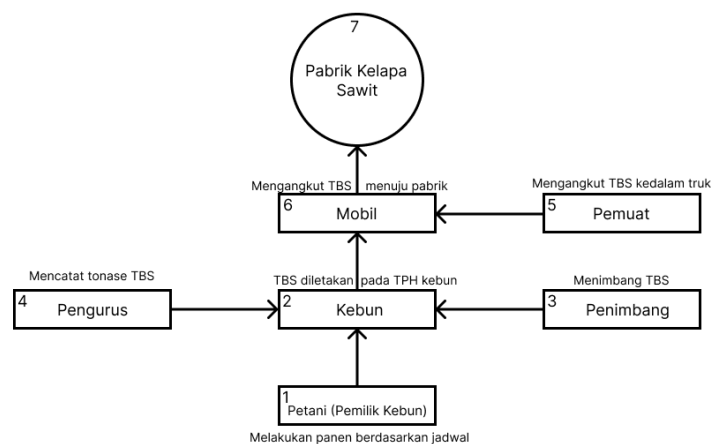 7
Pabrik Kelapa
Sawit
Mengangkut TBS menuju pabrik
Mengangkut TBS kedalam truk
6
Mobil
5
Pemuat
Mencatat tonase TBS
TBS diletakan pada TPH kebun
Menimbang TBS
4
Pengurus
2
Kebun
3
Penimbang
1
Petani (Pemilik Kebun)
Melakukan panen berdasarkan jadwal